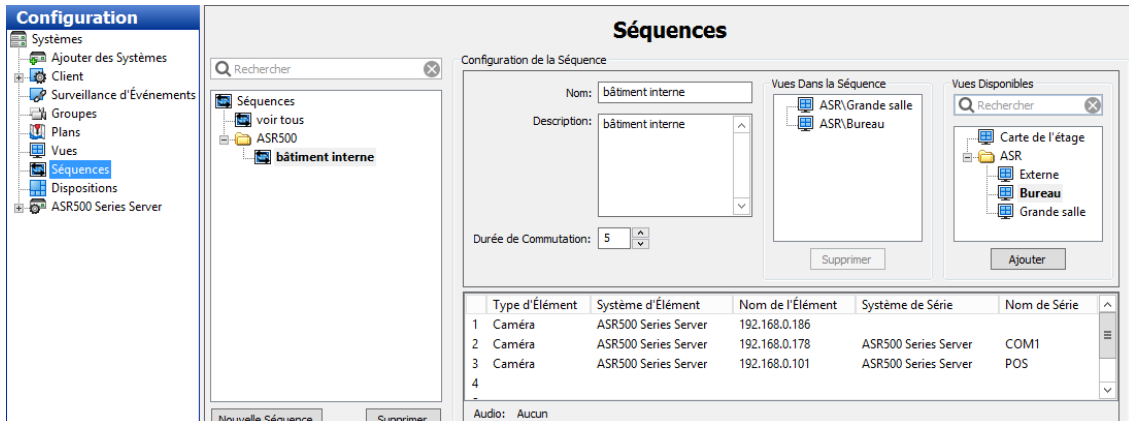 Configuration
Systèmes
Ajouter des Systèmes
Client
Surveillance d'Événements
Groupes
Plans
Vues
Séquences
Dispositions
ASR500 Series Server
Séquences
Rechercher
Séquences
voir tous
ASR500
bâtiment interne
Nouvelle Séquence Supprimer
Configuration de la Séquence
Nom: bâtiment interne
Description: bâtiment interne
Durée de Commutation: 5
Vues Dans la Séquence
ASR\Grande salle
ASR\Bureau
Supprimer
Vues Disponibles
Rechercher
Carte de l'étage
ASR
Externe
Bureau
Grande salle
Ajouter
Type d'Élément Système d'Élément Nom de l'Élément Système de Série Nom de Série
1 Caméra ASR500 Series Server 192.168.0.186
2 Caméra ASR500 Series Server 192.168.0.178 ASR500 Series Server COM1
3 Caméra ASR500 Series Server 192.168.0.101 ASR500 Series Server POS
4
Audio: Aucun